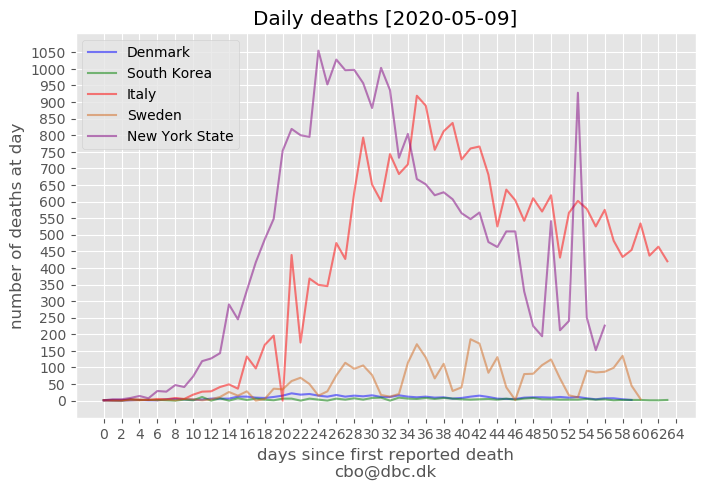 Daily deaths [2020-05-09]
Denmark
South Korea
Italy
Sweden
New York State
number of deaths at day
1050
1000
950
900
850
800
750
700
650
600
550
500
450
400
350
300
250
200
150
100
50
0
0 2 4 6 8 10 12 14 16 18 20 22 24 26 28 30 32 34 36 38 40 42 44 46 48 50 52 54 56 58 60 62 64
days since first reported death
cbo@dbc.dk